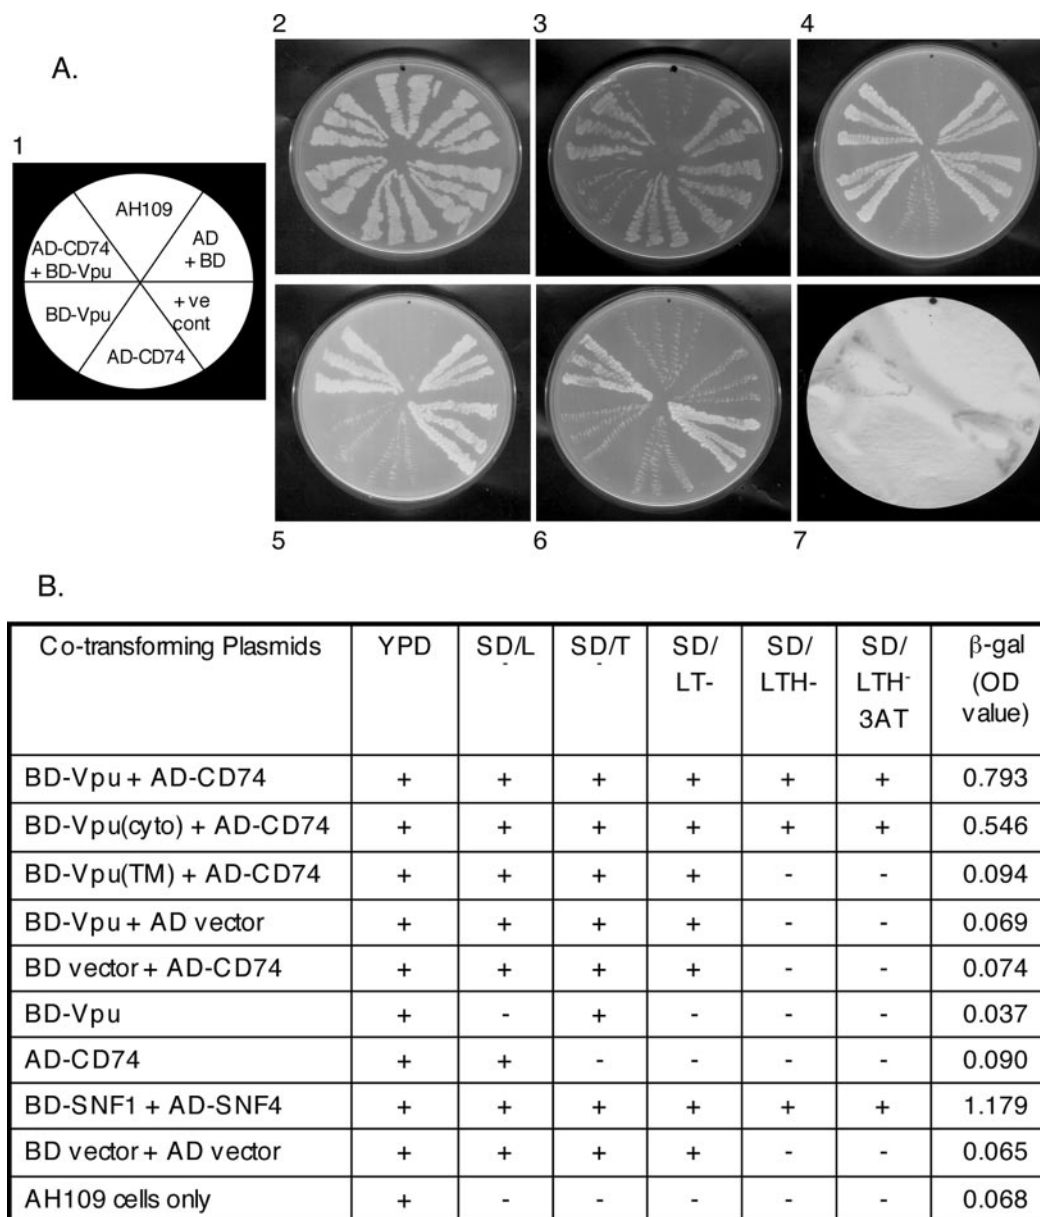 A.
1
AH109
AD-CD74
+ BD-Vpu
AD
+ BD
BD-Vpu
+ ve
cont
AD-CD74
2
3
4
5
6
7
B.
Co-transforming Plasmids YPD SD/L - SD/T - SD/ LT- SD/ LTH- SD/ LTH- 3AT β-gal (OD value)
BD-Vpu + AD-CD74 + + + + + + 0.793
BD-Vpu(cyto) + AD-CD74 + + + + + + 0.546
BD-Vpu(TM) + AD-CD74 + + + + - - 0.094
BD-Vpu + AD vector + + + + - - 0.069
BD vector + AD-CD74 + + + + - - 0.074
BD-Vpu + - + - - - 0.037
AD-CD74 + + - - - - 0.090
BD-SNF1 + AD-SNF4 + + + + + + 1.179
BD vector + AD vector + + + + - - 0.065
AH109 cells only + - - - - - 0.068